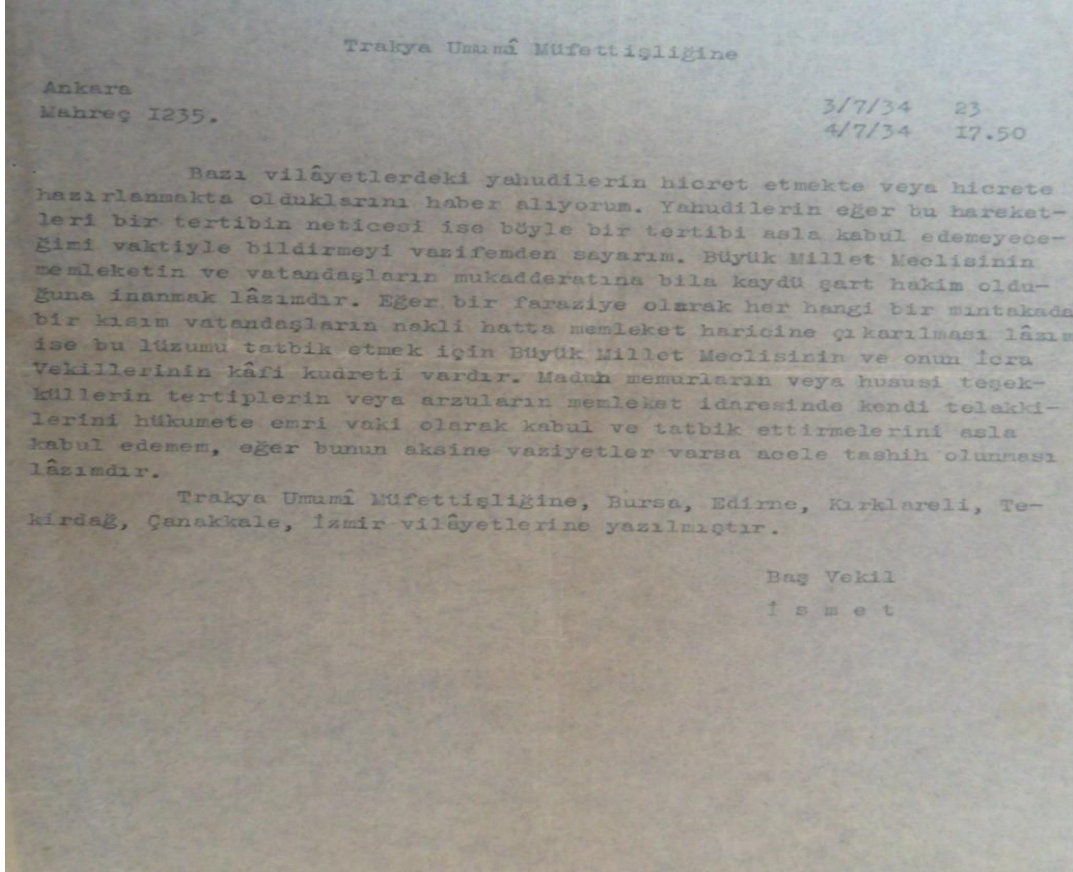 Trakya Umumî Müfettişliğine
Ankara
Mahreç I235.
3/7/34 23
4/7/34 I7.50
Bazı vilâyetlerdeki yahudilerin hicret etmekte veya hicrete
hazırlanmakta olduklarını haber alıyorum. Yahudilerin eğer bu hareket-
leri bir tertibin neticesi ise böyle bir tertibi asla kabul edemeyece-
ğimi vaktiyle bildirmeyi vazifemden sayarım. Büyük Millet Meclisinin
memleketin ve vatandaşların mukadderatına bila kaydü şart hakim oldu-
ğuna inanmak lâzımdır. Eğer bir faraziye olarak her hangi bir mıntakada
bir kısım vatandaşların nakli hatta memleket haricine çıkarılması lâzım
ise bu lüzumu tatbik etmek için Büyük Millet Meclisinin ve onun İcra
Vekillerinin kâfi kudreti vardır. Maduh memurların veya hususi teşek-
küllerin tertiplerin veya arzuların memleket idaresinde kendi telakki-
lerini hükumete emri vaki olarak kabul ve tatbik ettirmelerini asla
kabul edemem, eğer bunun aksine vaziyetler varsa acele tashih olunması
lâzımdır.
Trakya Umumî Müfettişliğine, Bursa, Edirne, Kırklareli, Te-
kirdağ, Çanakkale, İzmir vilâyetlerine yazılmıştır.
Baş Vekil
İ s m e t